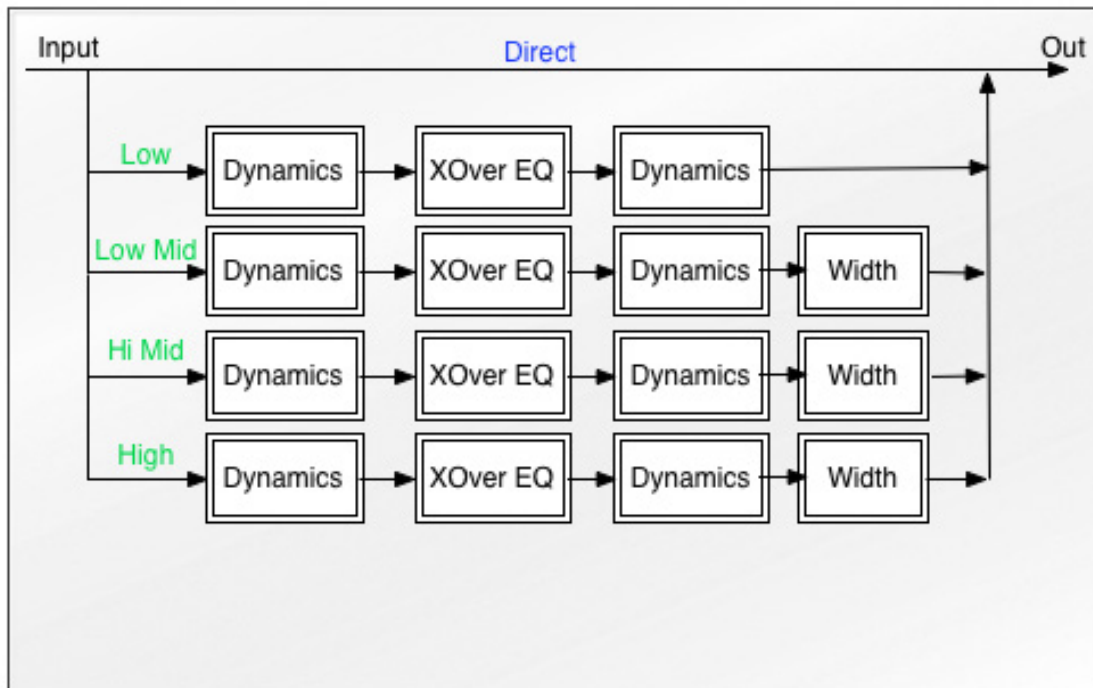 Input Direct Out
Low
Dynamics XOver EQ Dynamics
Low Mid
Dynamics XOver EQ Dynamics Width
Hi Mid
Dynamics XOver EQ Dynamics Width
High
Dynamics XOver EQ Dynamics Width